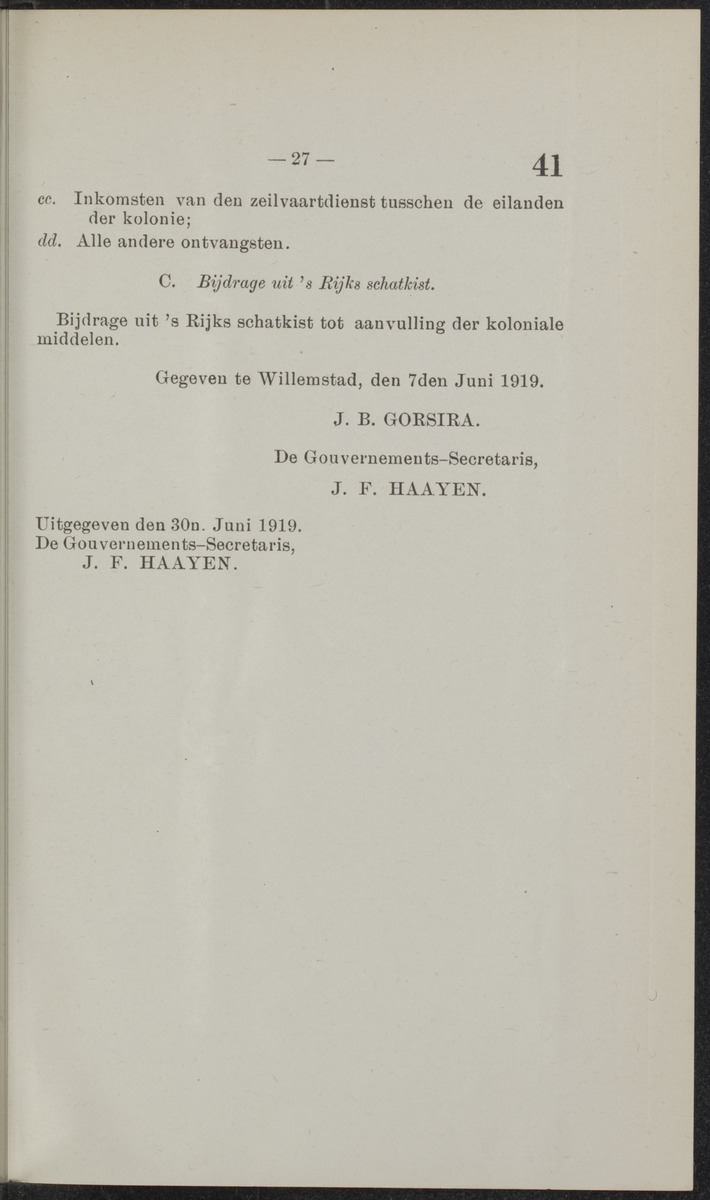 — 27 —
41
cc. Inkomsten van den zeilvaartdienst tusschen de eilanden
der kolonie;
dd. Alle andere ontvangsten.
C. Bijdrage uit 's Rijks schatkist.
Bijdrage uit 's Rijks schatkist tot aanvulling der koloniale
middelen.
Gegeven te Willemstad, den 7den Juni 1919.
J. B. GORSIRA.
De Gouvernements-Secretaris,
J. F. HAAYEN.
Uitgegeven den 30n. Juni 1919.
De Gouvernements-Secretaris,
J. F. HAAYEN.